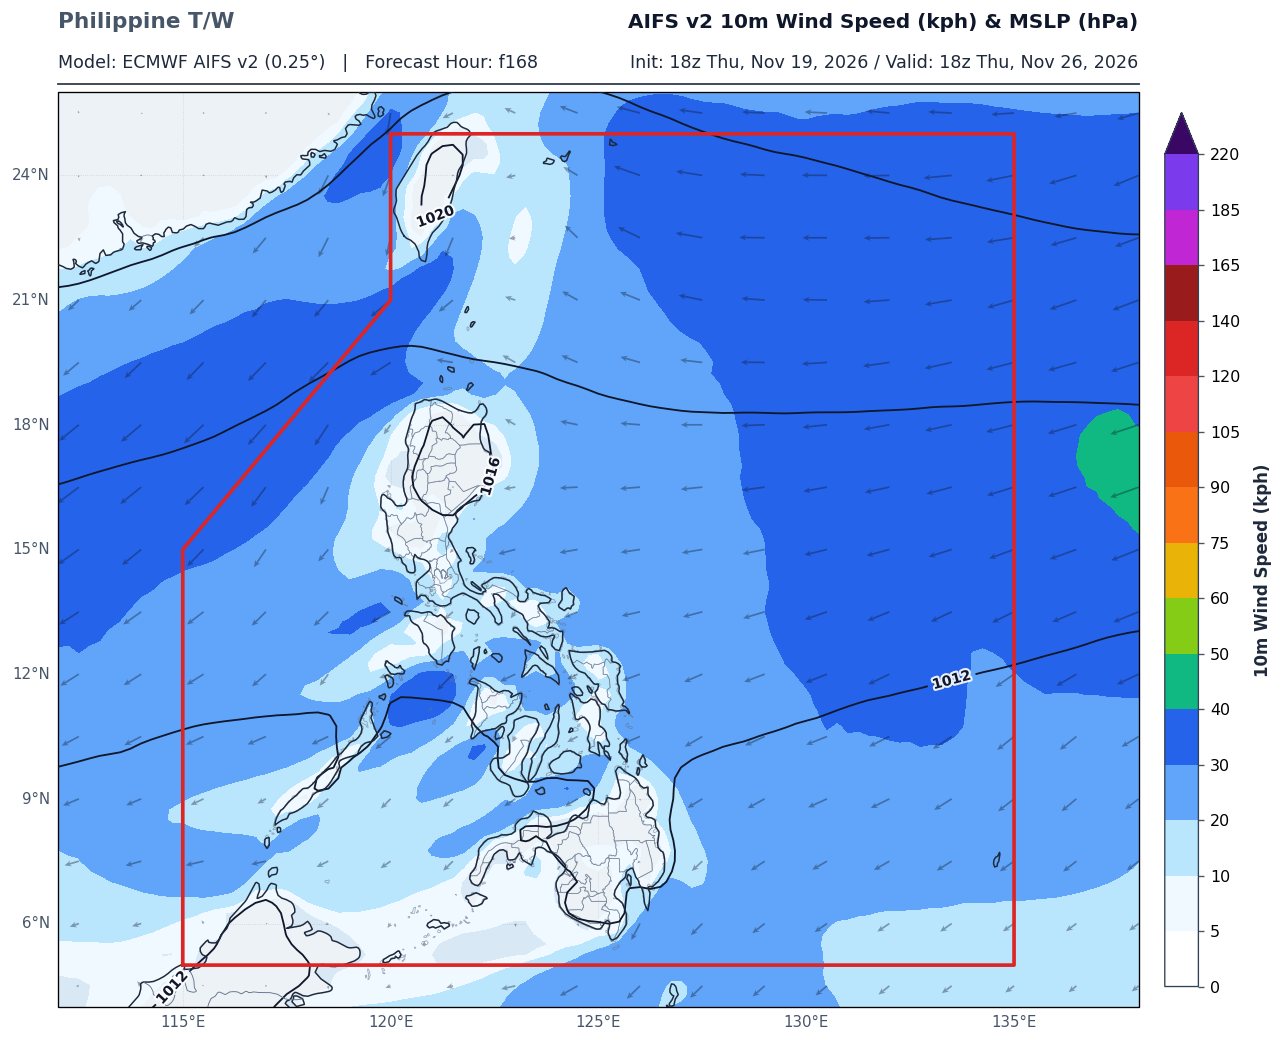 Philippine T/W
AIFS v2 10m Wind Speed (kph) & MSLP (hPa)
Model: ECMWF AIFS v2 (0.25°)   |   Forecast Hour: f168
Init: 18z Thu, Nov 19, 2026 / Valid: 18z Thu, Nov 26, 2026
24°N
21°N
18°N
15°N
12°N
9°N
6°N
115°E
120°E
125°E
130°E
135°E
1020
1016
1012
1012
220
185
165
140
120
105
90
75
60
50
40
30
20
10
5
0
10m Wind Speed (kph)